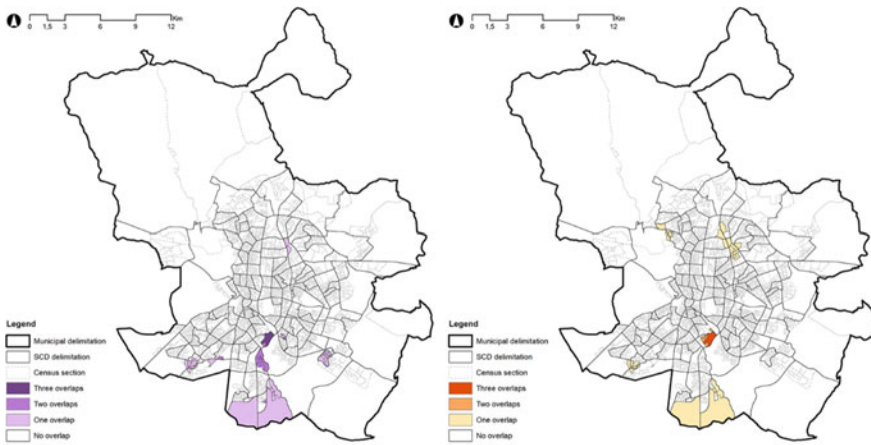 Km
0 1,5 3 6 9 12
Legend
Municipal delimitation
SCD delimitation
Census section
Three overlaps
Two overlaps
One overlap
No overlap
Km
0 1,5 3 6 9 12
Legend
Municipal delimitation
SCD delimitation
Census section
Three overlaps
Two overlaps
One overlap
No overlap